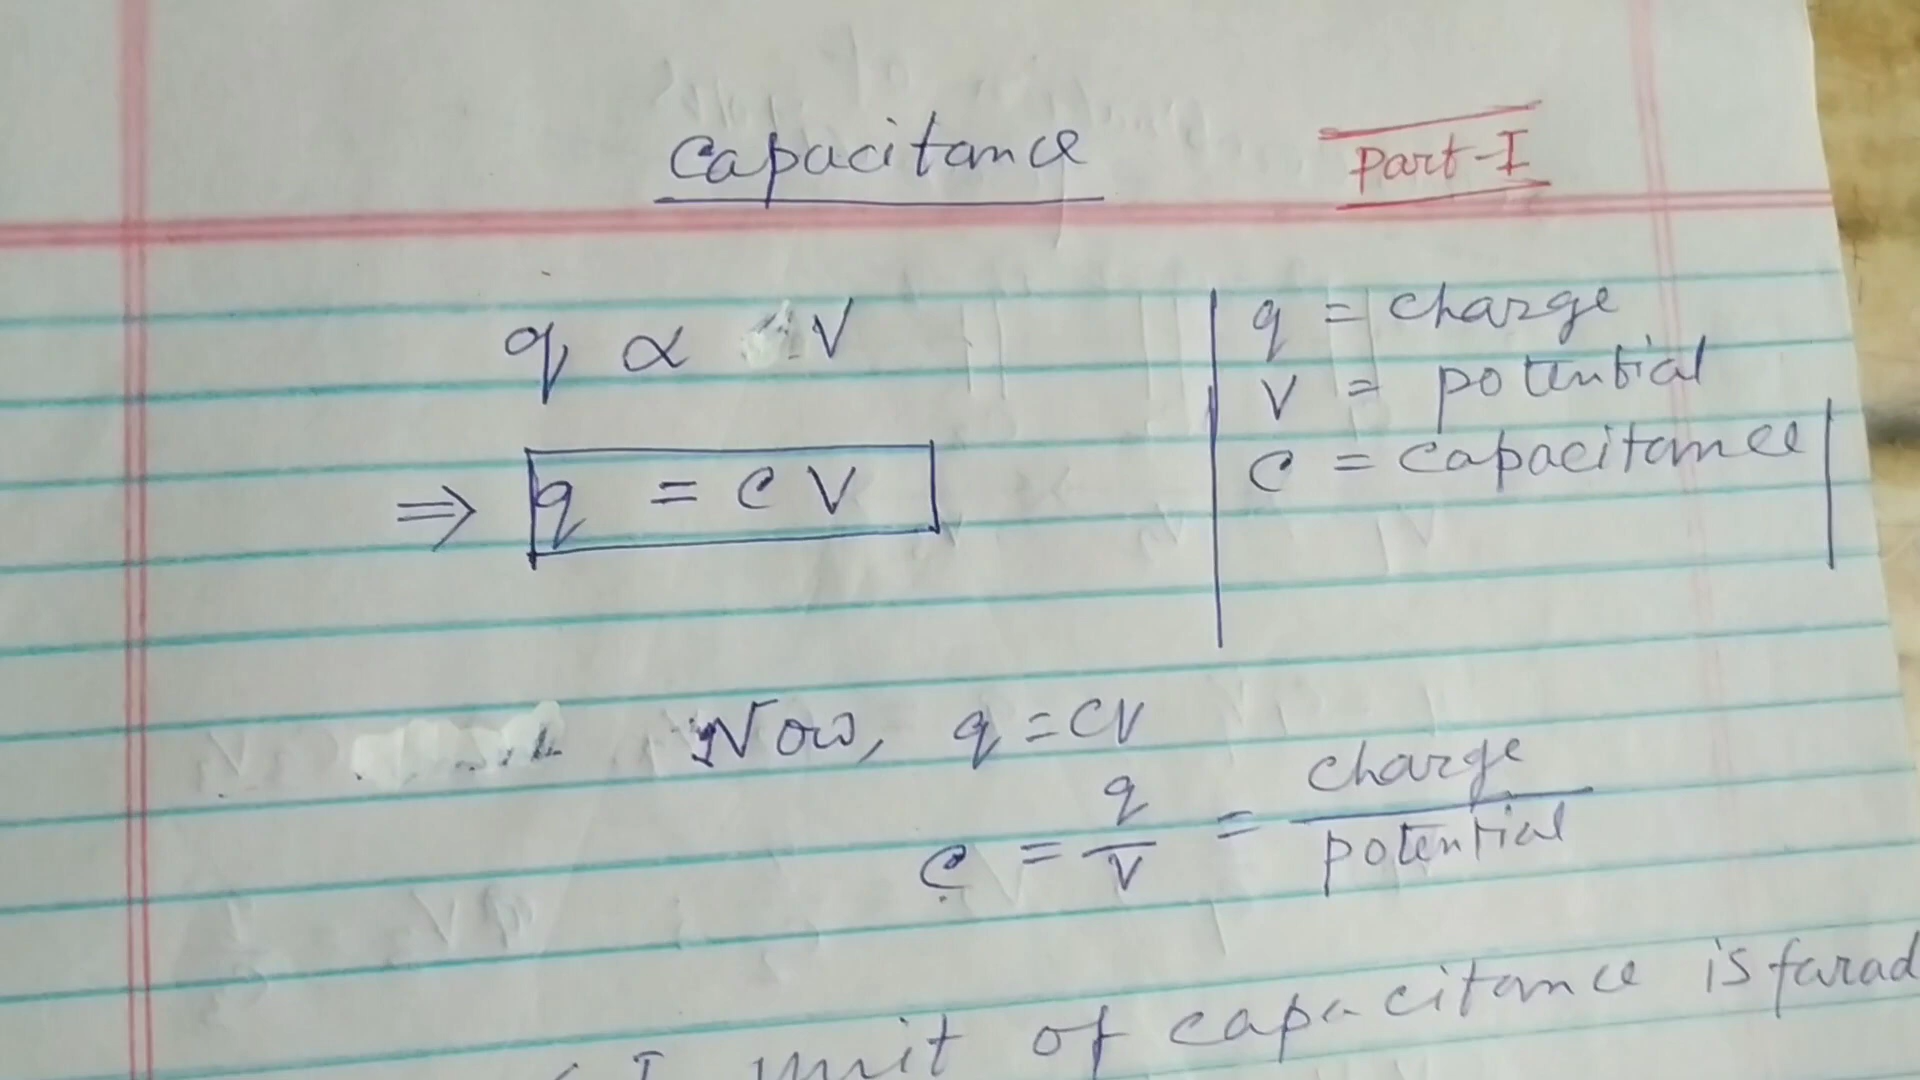 Capacitance
Part-I
q ∝ V
⇒ q = CV
q = charge
V = potential
C = capacitance
Now, q = CV
C = q/V = charge/potential
I unit of capacitance is farad